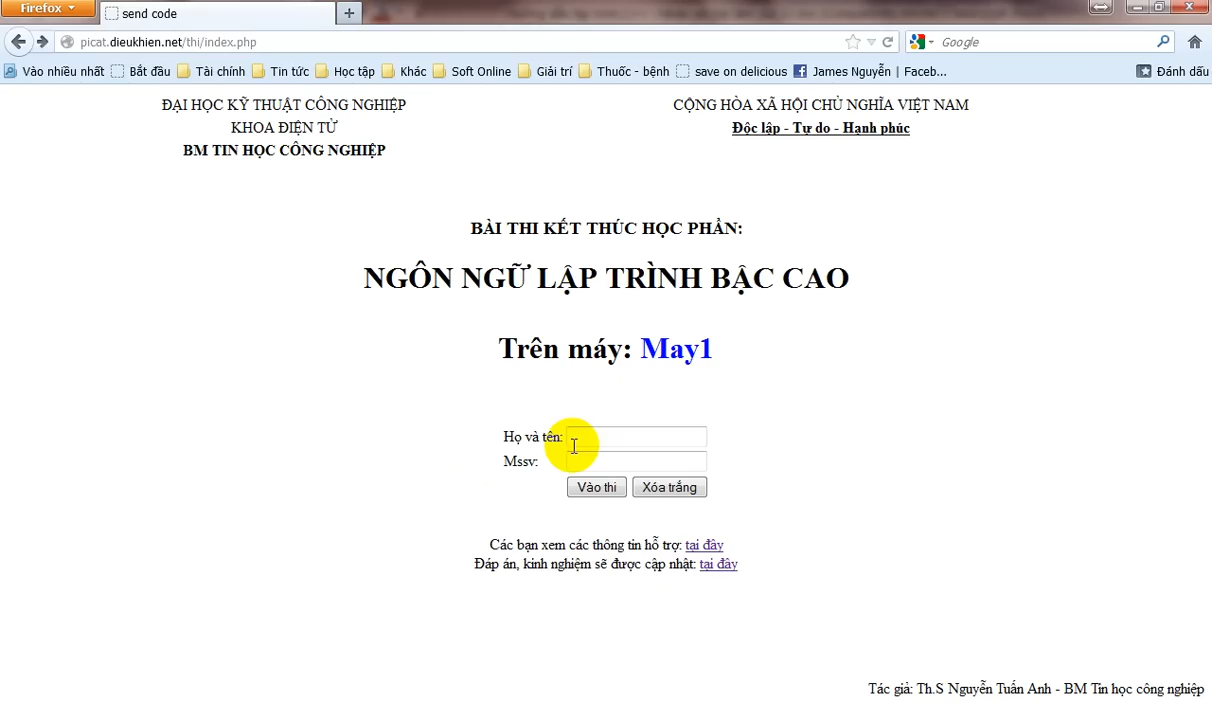 Firefox
send code
picat.dieukhien.net/thi/index.php
Google
Vào nhiều nhất
Bắt đầu
Tài chính
Tin tức
Học tập
Khác
Soft Online
Giải trí
Thuốc - bệnh
save on delicious
James Nguyễn | Faceb...
Đánh dấu
ĐẠI HỌC KỸ THUẬT CÔNG NGHIỆP
CỘNG HÒA XÃ HỘI CHỦ NGHĨA VIỆT NAM
KHOA ĐIỆN TỬ
Độc lập - Tự do - Hạnh phúc
BM TIN HỌC CÔNG NGHIỆP
BÀI THI KẾT THÚC HỌC PHẦN:
NGÔN NGỮ LẬP TRÌNH BẬC CAO
Trên máy: May1
Họ và tên:
Mssv:
Vào thi
Xóa trắng
Các bạn xem các thông tin hỗ trợ: tại đây
Đáp án, kinh nghiệm sẽ được cập nhật: tại đây
Tác giả: Th.S Nguyễn Tuấn Anh - BM Tin học công nghiệp